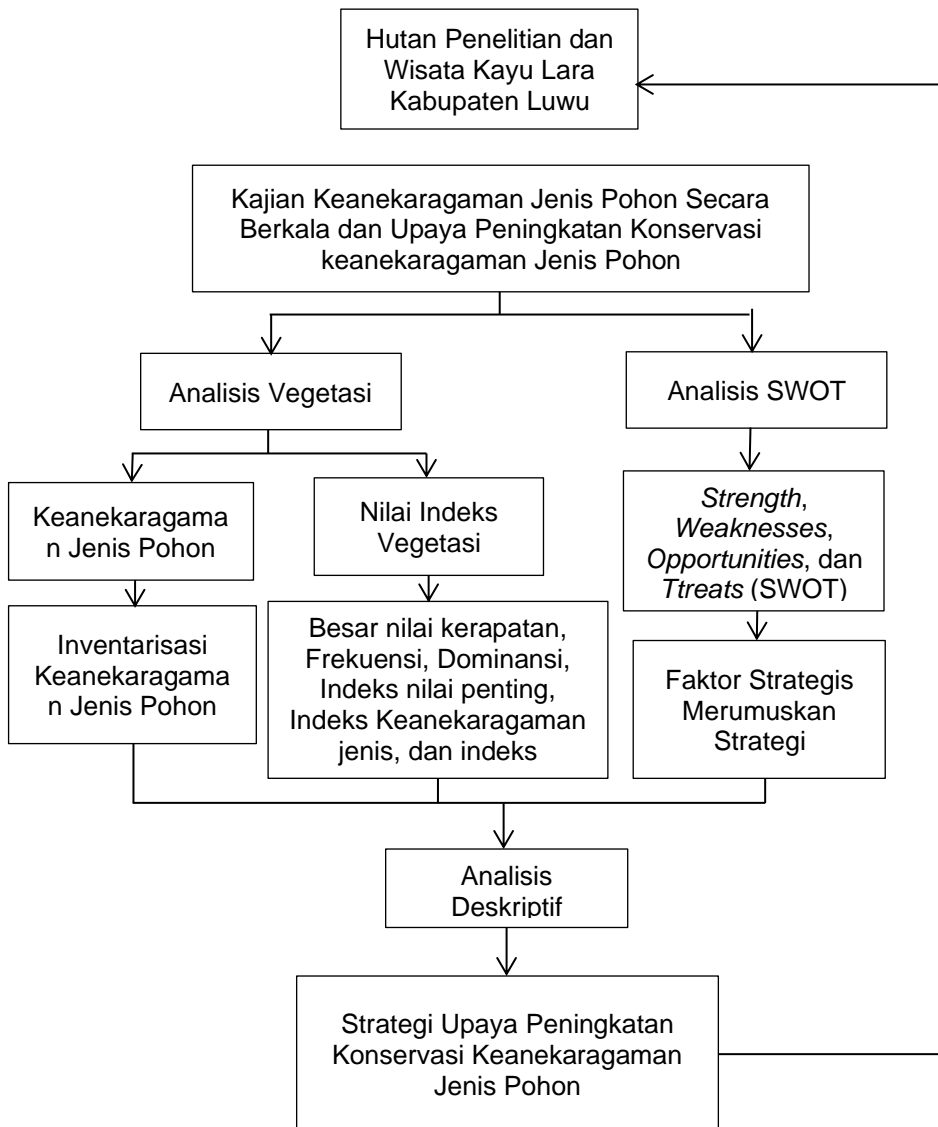 Hutan Penelitian dan
Wisata Kayu Lara
Kabupaten Luwu
Kajian Keanekaragaman Jenis Pohon Secara
Berkala dan Upaya Peningkatan Konservasi
keanekaragaman Jenis Pohon
Analisis Vegetasi
Analisis SWOT
Keanekaragama
n Jenis Pohon
Nilai Indeks
Vegetasi
Strength,
Weaknesses,
Opportunities, dan
Ttreats (SWOT)
Inventarisasi
Keanekaragama
n Jenis Pohon
Besar nilai kerapatan,
Frekuensi, Dominansi,
Indeks nilai penting,
Indeks Keanekaragaman
jenis, dan indeks
Faktor Strategis
Merumuskan
Strategi
Analisis
Deskriptif
Strategi Upaya Peningkatan
Konservasi Keanekaragaman
Jenis Pohon